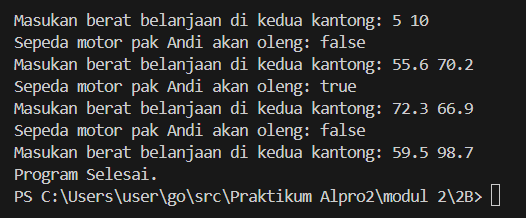 Masukan berat belanjaan di kedua kantong: 5 10
Sepeda motor pak Andi akan oleng: false
Masukan berat belanjaan di kedua kantong: 55.6 70.2
Sepeda motor pak Andi akan oleng: true
Masukan berat belanjaan di kedua kantong: 72.3 66.9
Sepeda motor pak Andi akan oleng: false
Masukan berat belanjaan di kedua kantong: 59.5 98.7
Program Selesai.
PS C:\Users\user\go\src\Praktikum Alpro2\modul 2\2B>